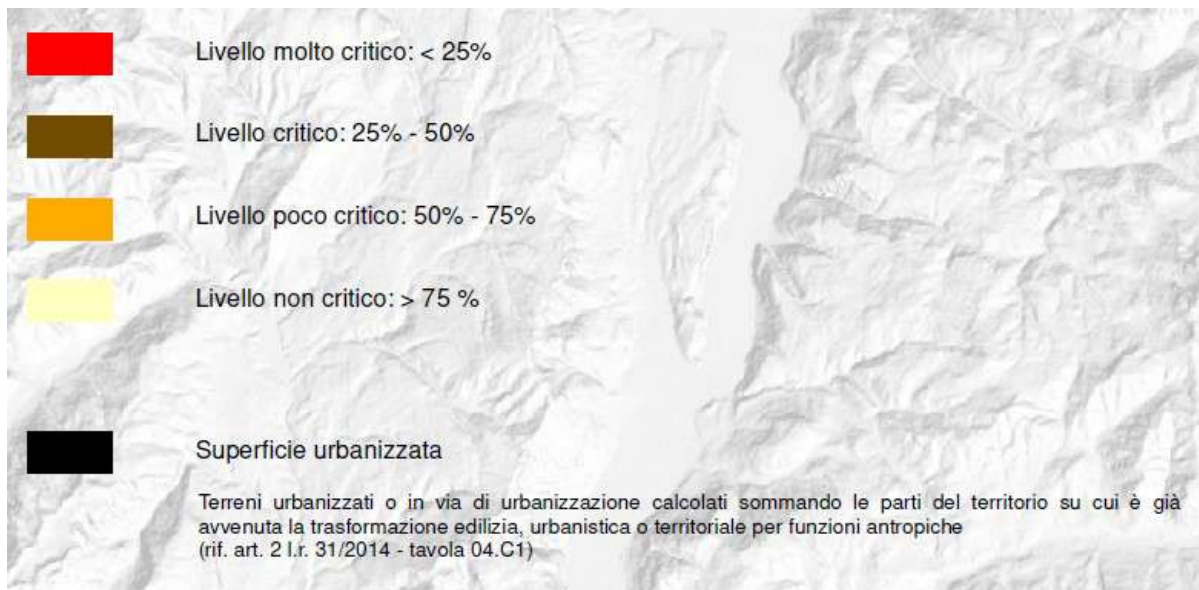 Livello molto critico: < 25%
Livello critico: 25% - 50%
Livello poco critico: 50% - 75%
Livello non critico: > 75 %
Superficie urbanizzata
Terreni urbanizzati o in via di urbanizzazione calcolati sommando le parti del territorio su cui è già
avvenuta la trasformazione edilizia, urbanistica o territoriale per funzioni antropiche
(rif. art. 2 l.r. 31/2014 - tavola 04.C1)